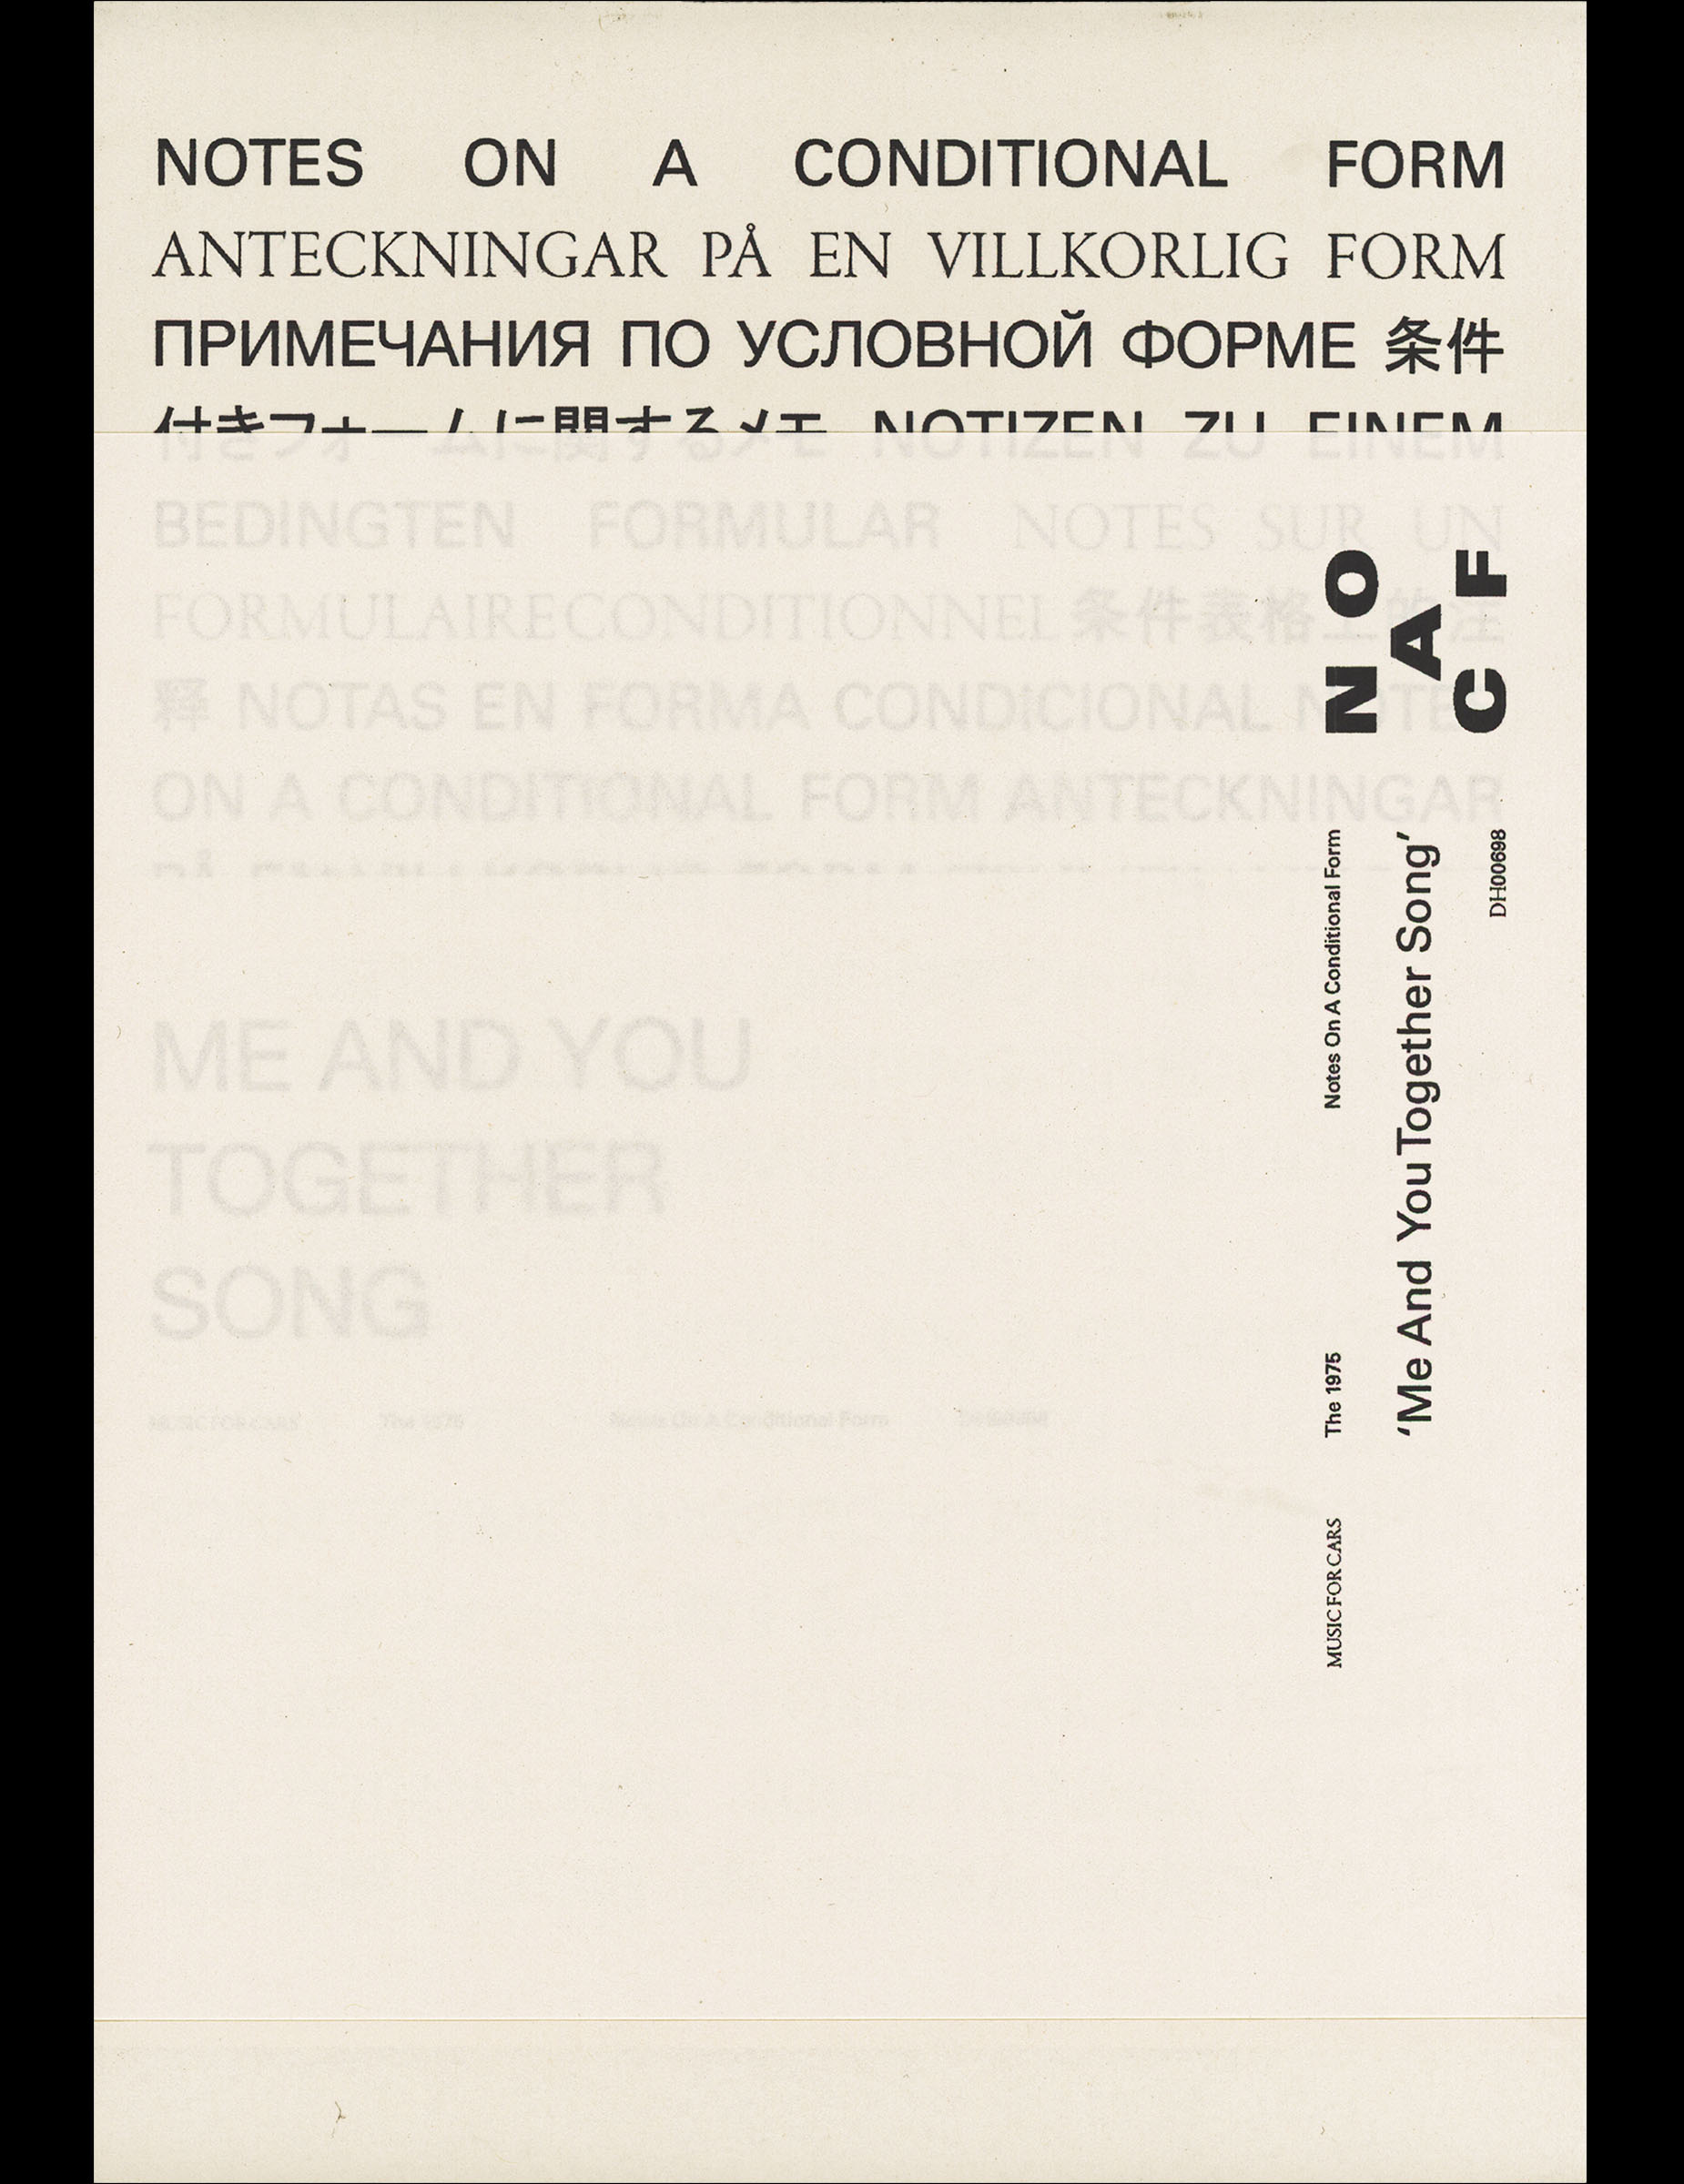 NOTES ON A CONDITIONAL FORM
ANTECKNINGAR PÅ EN VILLKORLIG FORM
ПРИМЕЧАНИЯ ПО УСЛОВНОЙ ФОРМЕ 条件
付きフォームに関するメモ NOTIZEN ZU EINEM
BEDINGTEN FORMULAR NOTES SUR UN
FORMULAIRE CONDITIONNEL 条件表格上的注
释 NOTAS EN FORMA CONDICIONAL NOTES
ON A CONDITIONAL FORM ANTECKNINGAR
ME AND YOU
TOGETHER
SONG
MUSIC FOR CARS The 1975 Notes On A Conditional Form DH00698
N O
A
C F
MUSIC FOR CARS The 1975 Notes On A Conditional Form
‘Me And You Together Song’
DH00698